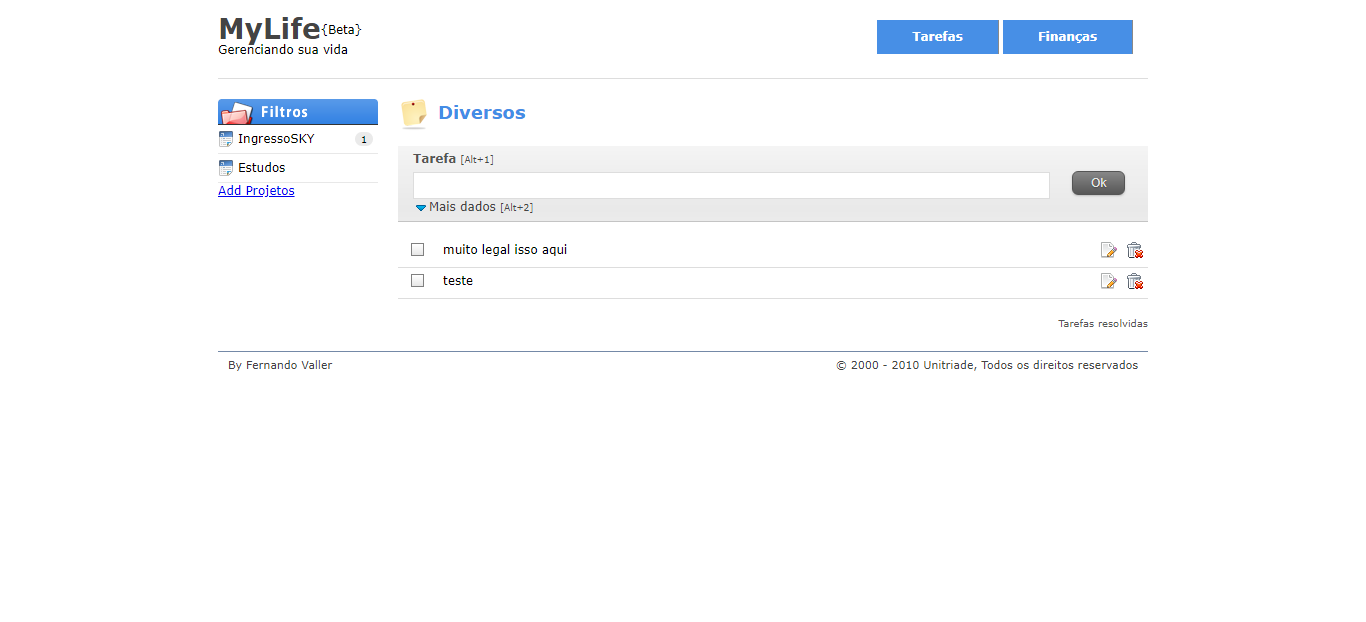 MyLife{Beta}
Gerenciando sua vida
Tarefas
Finanças
Filtros
IngressoSKY 1
Estudos
Add Projetos
Diversos
Tarefa [Alt+1]
Ok
Mais dados [Alt+2]
muito legal isso aqui
teste
Tarefas resolvidas
By Fernando Valler
© 2000 - 2010 Unitriade, Todos os direitos reservados